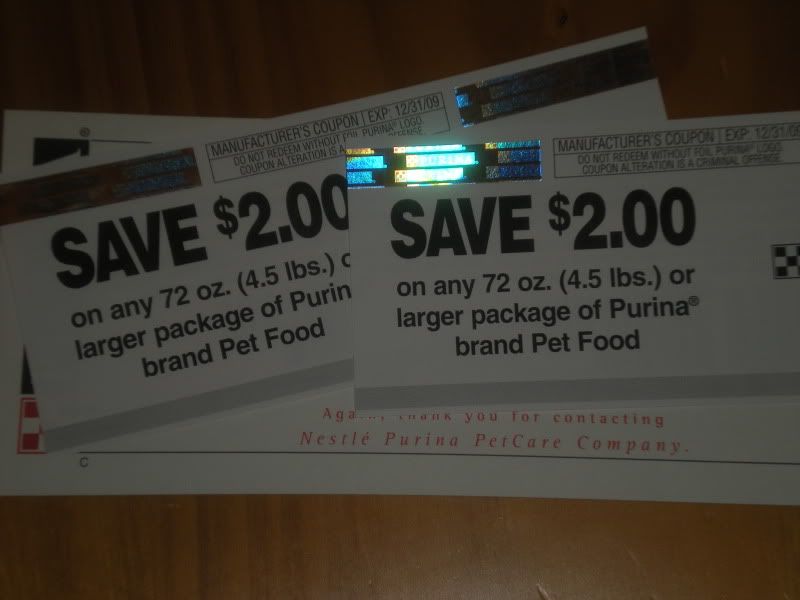 MANUFACTURER'S COUPON | EXP: 12/31/09
DO NOT REDEEM WITHOUT FOIL PURINA® LOGO.
COUPON ALTERATION IS A OFFENSE.
SAVE $2.00
on any 72 oz. (4.5 lbs.)
larger package of Purin
brand Pet Food
MANUFACTURER'S COUPON | EXP: 12/31/09
DO NOT REDEEM WITHOUT FOIL PURINA® LOGO.
COUPON ALTERATION IS A CRIMINAL OFFENSE.
PURINA
SAVE $2.00
on any 72 oz. (4.5 lbs.) or
larger package of Purina®
brand Pet Food
®
Again, thank you for contacting
Nestlé Purina PetCare Company.
C